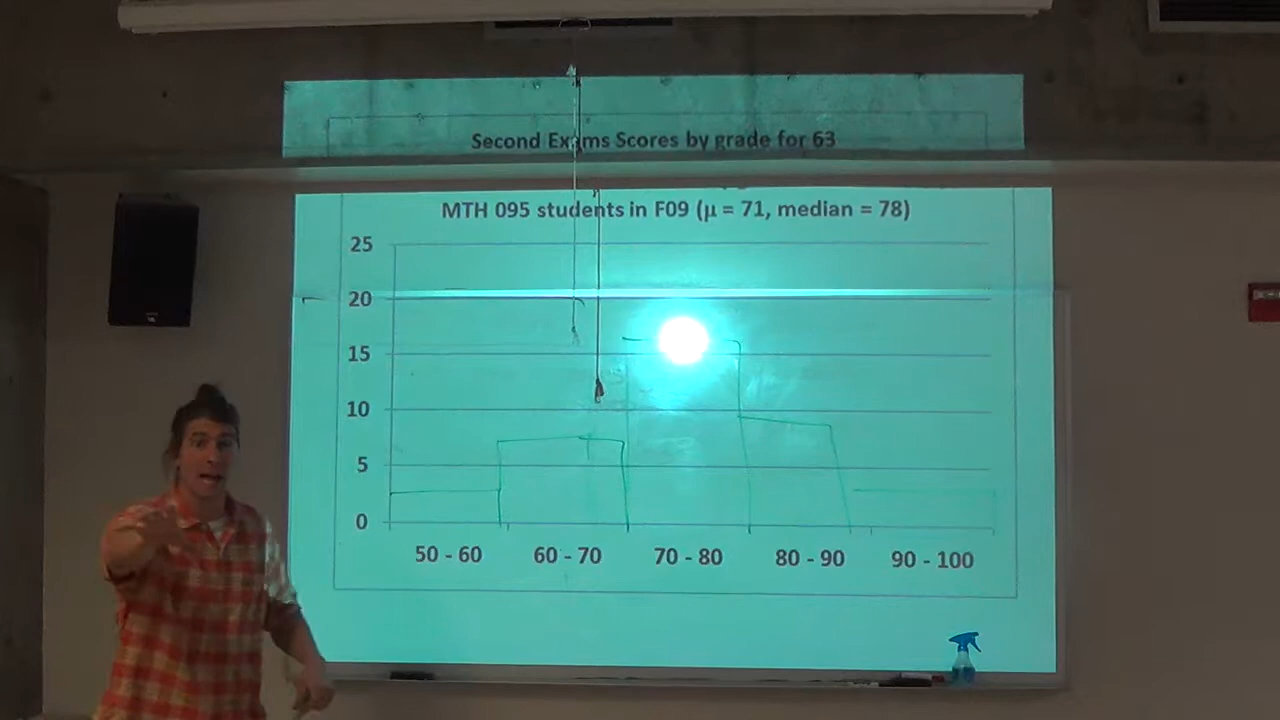 Second Exams Scores by grade for 63
MTH 095 students in F09 (μ = 71, median = 78)
25
20
15
10
5
0
50 - 60 60 - 70 70 - 80 80 - 90 90 - 100